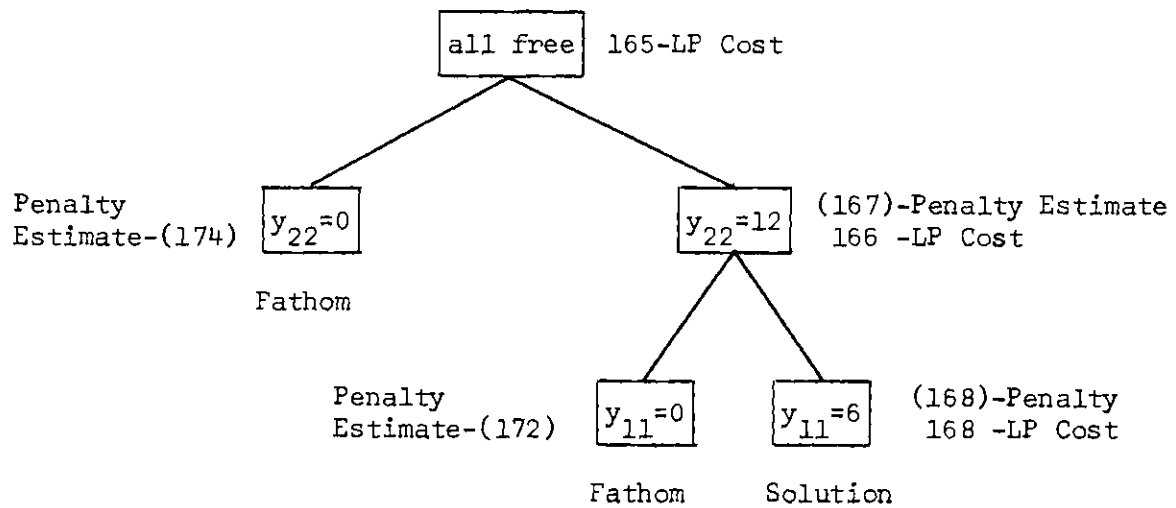 all free 165-LP Cost
Penalty
Estimate-(174)
y22=0
Fathom
y22=12
(167)-Penalty Estimate
166 -LP Cost
Penalty
Estimate-(172)
y11=0
Fathom
y11=6
Solution
(168)-Penalty
168 -LP Cost